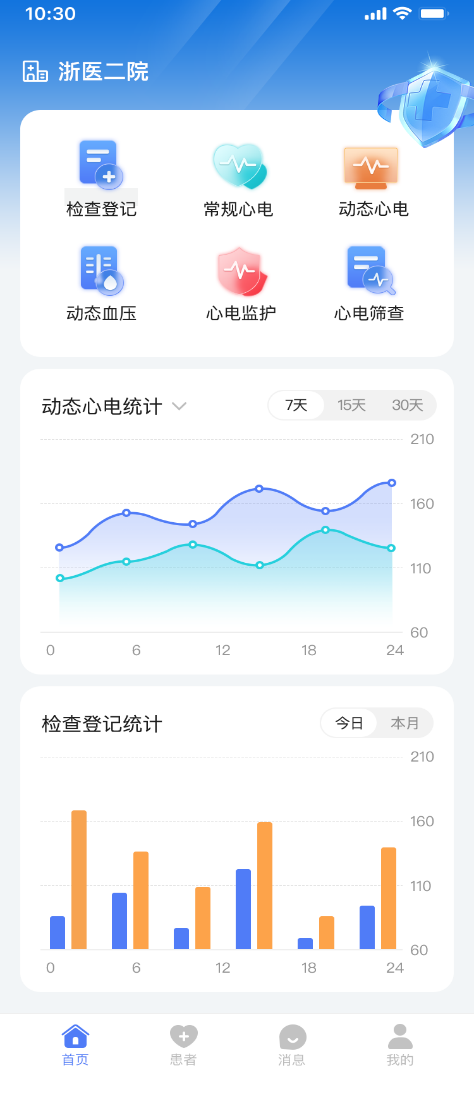 10:30
浙医二院
检查登记 常规心电 动态心电
动态血压 心电监护 心电筛查
动态心电统计 7天 15天 30天
210
160
110
60
0 6 12 18 24
检查登记统计 今日 本月
210
160
110
60
0 6 12 18 24
首页 患者 消息 我的